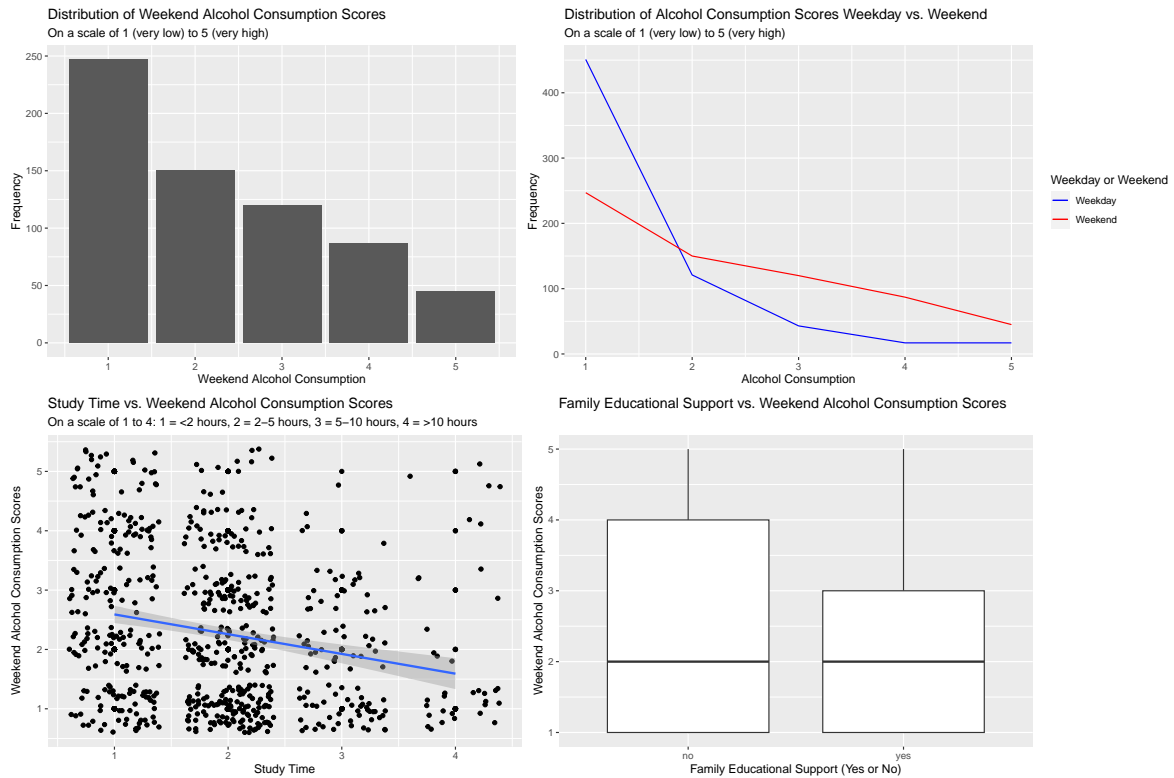 Distribution of Weekend Alcohol Consumption Scores
On a scale of 1 (very low) to 5 (very high)
250
200
150
100
50
0
Frequency
1 2 3 4 5
Weekend Alcohol Consumption
Distribution of Alcohol Consumption Scores Weekday vs. Weekend
On a scale of 1 (very low) to 5 (very high)
400
300
200
100
0
Frequency
1 2 3 4 5
Alcohol Consumption
Weekday or Weekend
Weekday
Weekend
Study Time vs. Weekend Alcohol Consumption Scores
On a scale of 1 to 4: 1 = <2 hours, 2 = 2–5 hours, 3 = 5–10 hours, 4 = >10 hours
5
4
3
2
1
Weekend Alcohol Consumption Scores
1 2 3 4
Study Time
Family Educational Support vs. Weekend Alcohol Consumption Scores
5
4
3
2
1
Weekend Alcohol Consumption Scores
no yes
Family Educational Support (Yes or No)